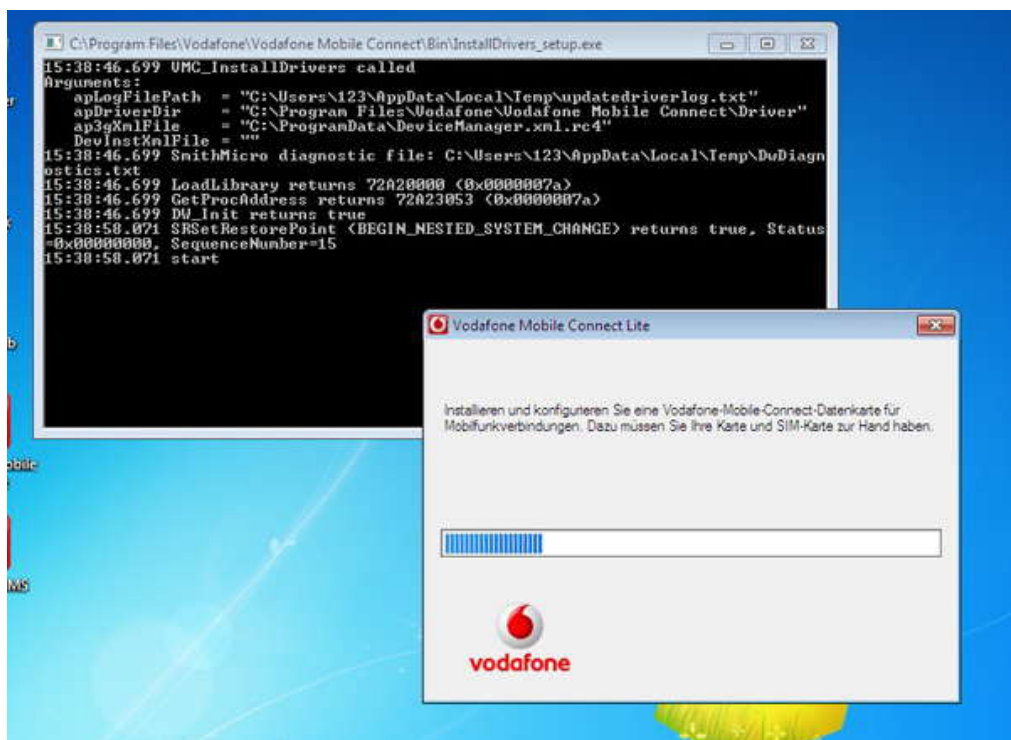 C:\Program Files\Vodafone\Vodafone Mobile Connect\Bin\InstallDrivers_setup.exe
15:38:46.699 VMC_InstallDrivers called
Arguments:
apLogFilePath = "C:\Users\123\AppData\Local\Temp\updatedriverlog.txt"
apDriverDir = "C:\Program Files\Vodafone\Vodafone Mobile Connect\Driver"
ap3gXmlFile = "C:\ProgramData\DeviceManager.xml.rc4"
DevInstXmlFile = ""
15:38:46.699 SmithMicro diagnostic file: C:\Users\123\AppData\Local\Temp\DwDiagn
ostics.txt
15:38:46.699 LoadLibrary returns 72A20000 (0x0000007a)
15:38:46.699 GetProcAddress returns 72A23053 (0x0000007a)
15:38:46.699 DW_Init returns true
15:38:58.071 SRSetRestorePoint (BEGIN_NESTED_SYSTEM_CHANGE) returns true, Status
=0x00000000, SequenceNumber=15
15:38:58.071 start
Vodafone Mobile Connect Lite
Installieren und konfigurieren Sie eine Vodafone-Mobile-Connect-Datenkarte für
Mobilfunkverbindungen. Dazu müssen Sie Ihre Karte und SIM-Karte zur Hand haben.
obile
MS
vodafone